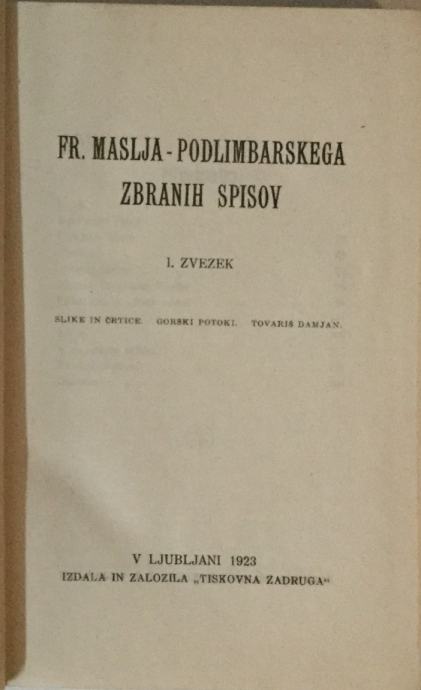 FR. MASLJA - PODLIMBARSKEGA
ZBRANIH SPISOV
I. ZVEZEK
SLIKE IN ČRTICE. GORSKI POTOKI. TOVARIŠ DAMJAN.
V LJUBLJANI 1923
IZDALA IN ZALOŽILA „TISKOVNA ZADRUGA“